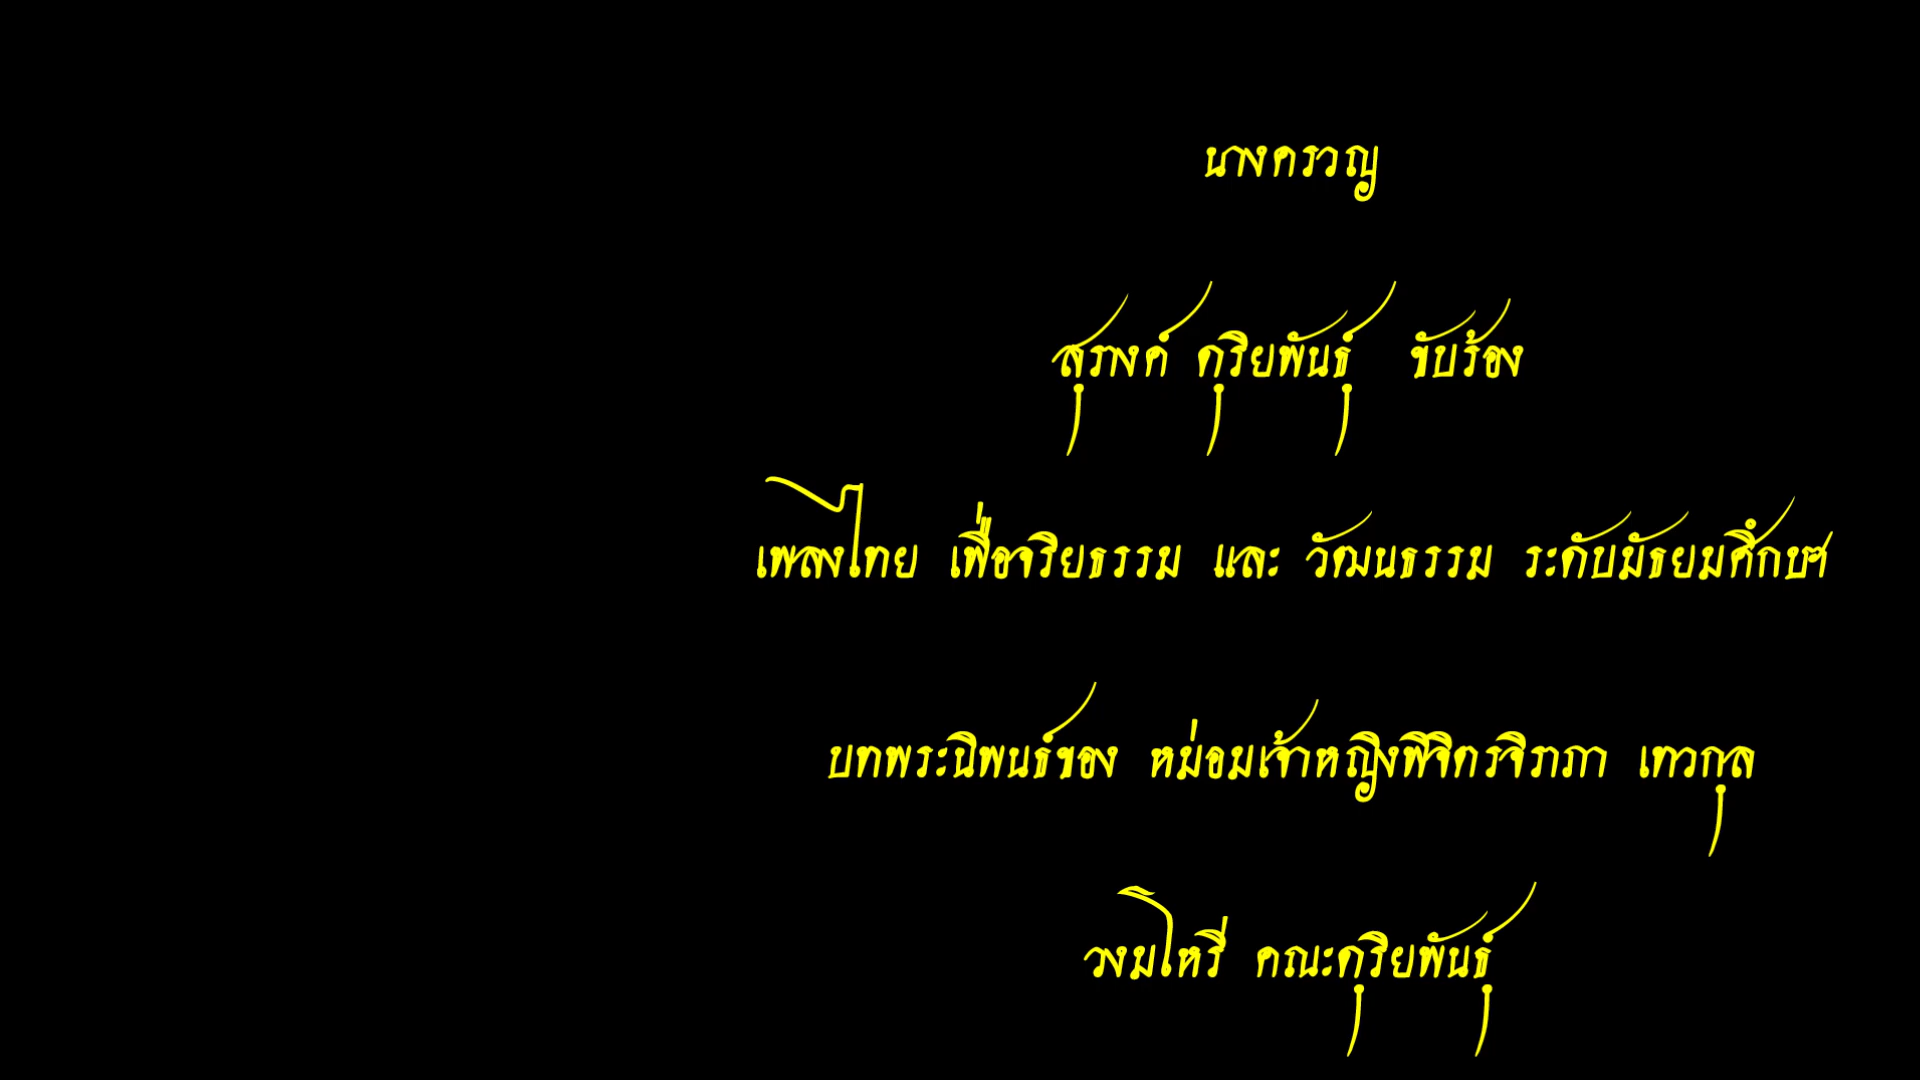 นางครวญ
สุรางค์ ดุริยพันธุ์ ขับร้อง
เพลงไทย เพื่อจริยธรรม และ วัฒนธรรม ระดับมัธยมศึกษา
บทพระนิพนธ์ของ หม่อมเจ้าหญิงพิจิตรจิราภา เทวกุล
วงมโหรี คณะดุริยพันธุ์